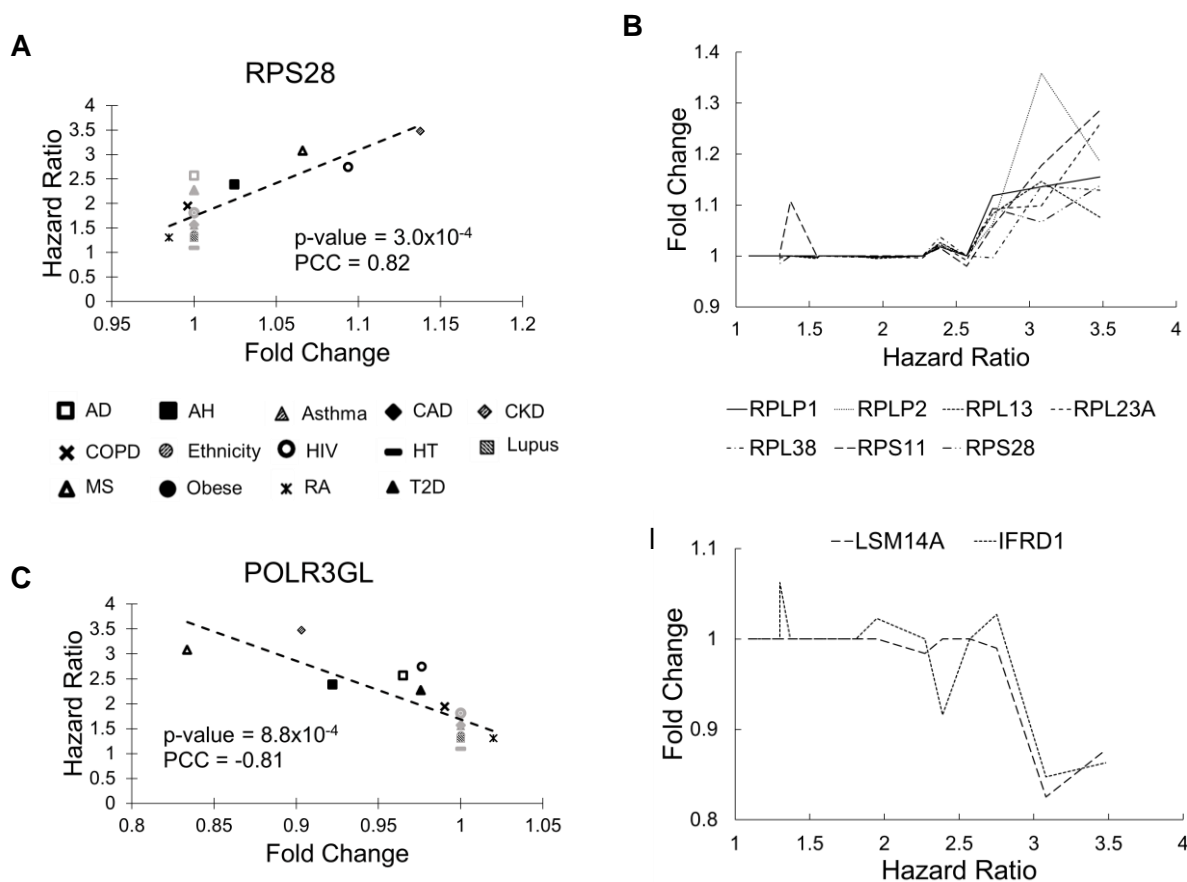 A
RPS28
Hazard Ratio
4
3.5
3
2.5
2
1.5
1
0.5
0
p-value = 3.0x10-4
PCC = 0.82
0.95 1 1.05 1.1 1.15 1.2
Fold Change
B
Fold Change
1.4
1.3
1.2
1.1
1
0.9
1 1.5 2 2.5 3 3.5 4
Hazard Ratio
AD AH Asthma CAD CKD
COPD Ethnicity HIV HT Lupus
MS Obese RA T2D
RPLP1 RPLP2 RPL13 RPL23A
RPL38 RPS11 RPS28
C
POLR3GL
Hazard Ratio
4
3.5
3
2.5
2
1.5
1
0.5
0
p-value = 8.8x10-4
PCC = -0.81
0.8 0.85 0.9 0.95 1 1.05
Fold Change
LSM14A IFRD1
Fold Change
1.1
1
0.9
0.8
1 1.5 2 2.5 3 3.5 4
Hazard Ratio